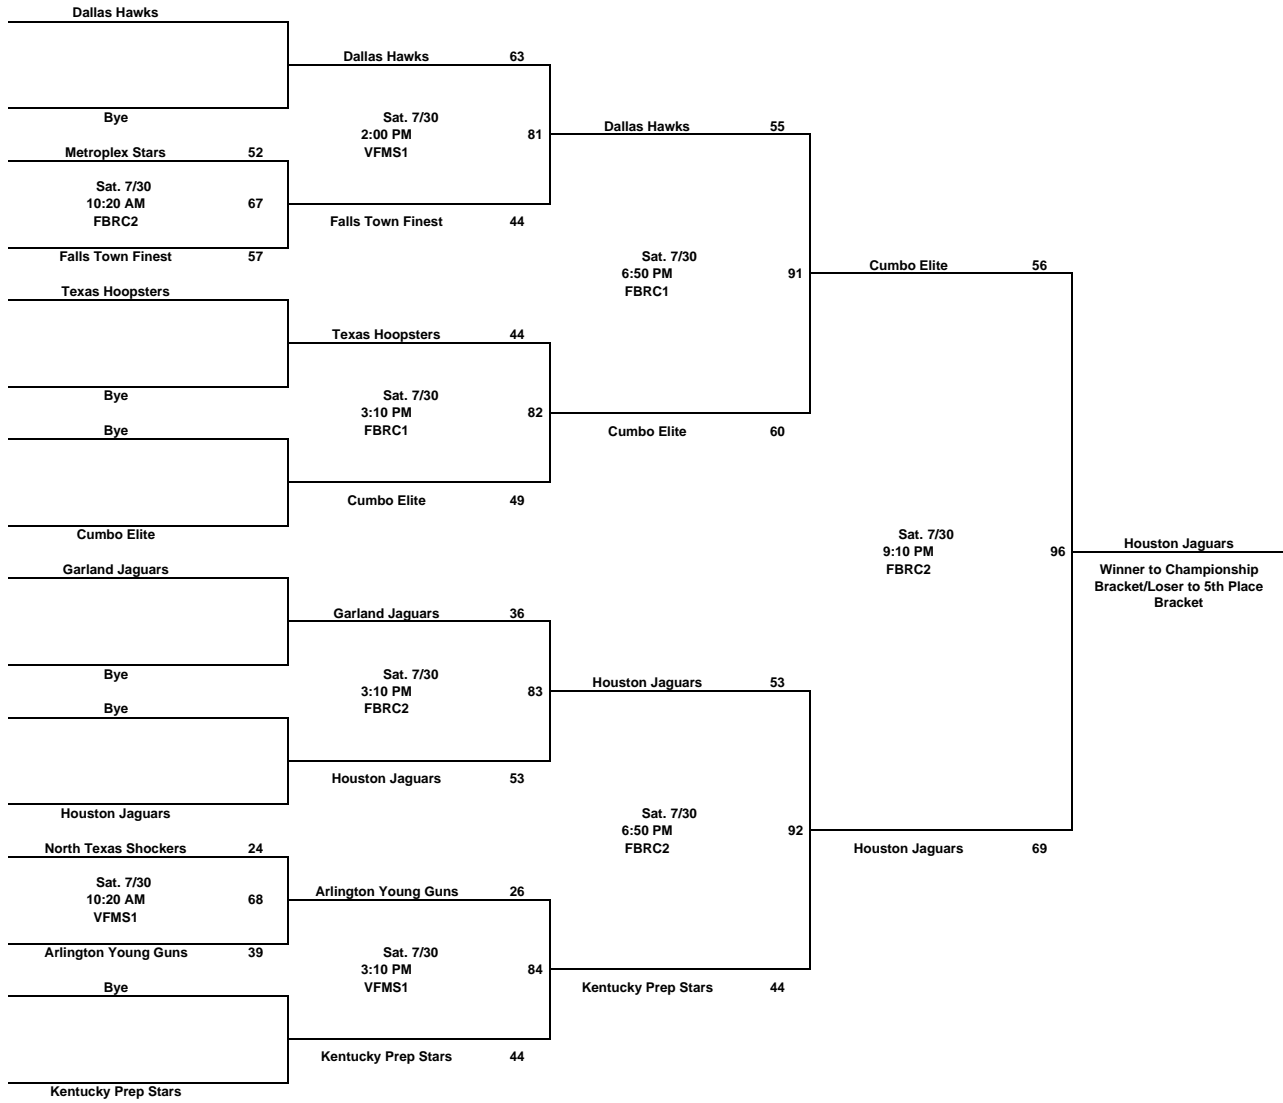 Dallas Hawks
Dallas Hawks 63
Bye
Sat. 7/30
2:00 PM 81
VFMS1
Dallas Hawks 55
Metroplex Stars 52
Sat. 7/30
10:20 AM 67
FBRC2
Falls Town Finest 44
Falls Town Finest 57
Sat. 7/30
6:50 PM 91
FBRC1
Cumbo Elite 56
Texas Hoopsters
Texas Hoopsters 44
Bye
Sat. 7/30
3:10 PM 82
FBRC1
Bye
Cumbo Elite 60
Cumbo Elite 49
Cumbo Elite
Sat. 7/30
9:10 PM 96
FBRC2
Houston Jaguars
Winner to Championship
Bracket/Loser to 5th Place
Bracket
Garland Jaguars
Garland Jaguars 36
Bye
Sat. 7/30
3:10 PM 83
FBRC2
Houston Jaguars 53
Bye
Houston Jaguars 53
Houston Jaguars
Sat. 7/30
6:50 PM 92
FBRC2
Houston Jaguars 69
North Texas Shockers 24
Sat. 7/30
10:20 AM 68
VFMS1
Arlington Young Guns 26
Arlington Young Guns 39
Sat. 7/30
3:10 PM 84
VFMS1
Bye
Kentucky Prep Stars 44
Kentucky Prep Stars 44
Kentucky Prep Stars